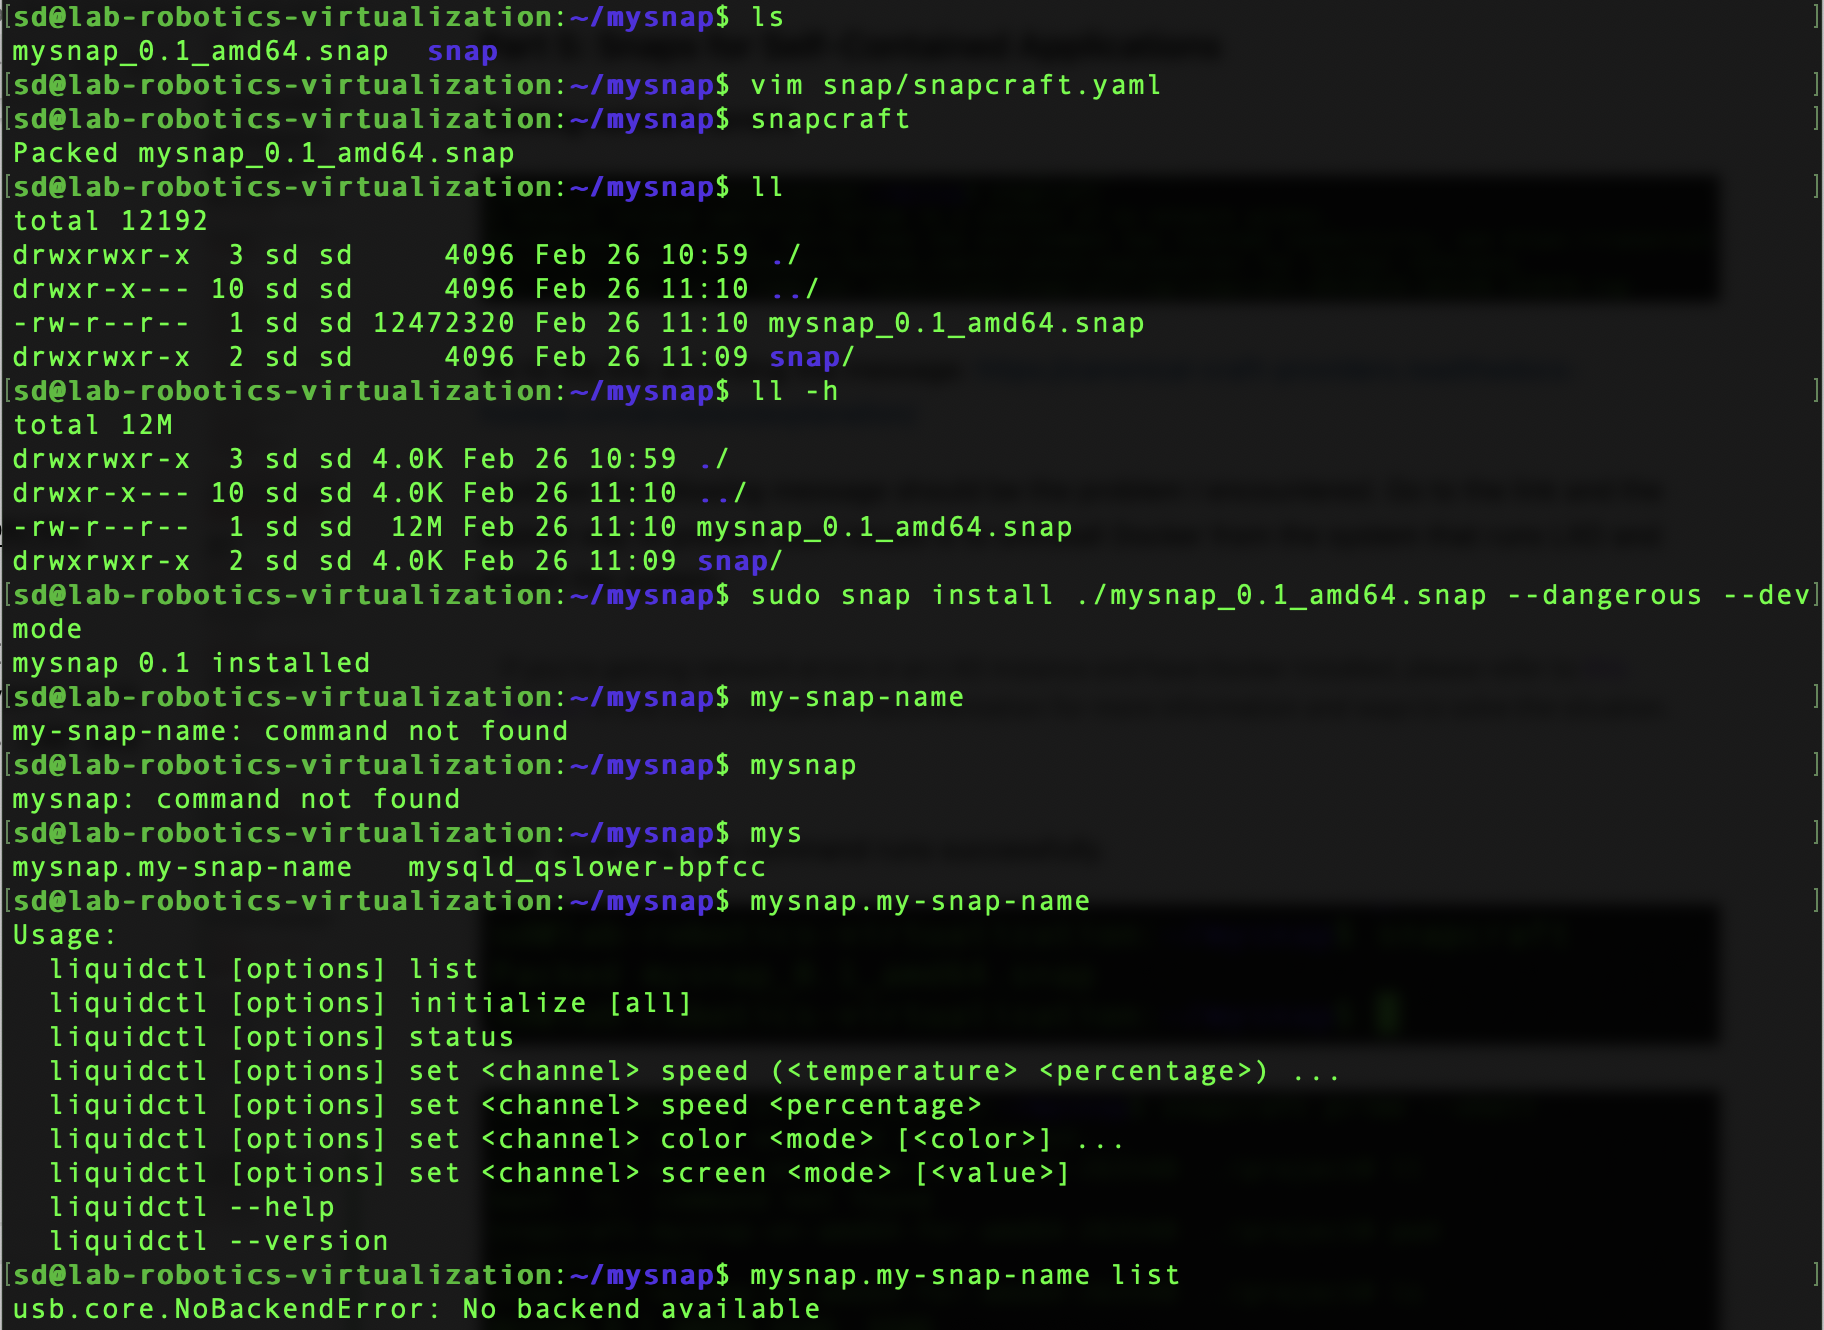 [sd@lab-robotics-virtualization:~/mysnap$ ls ]
mysnap_0.1_amd64.snap  snap
[sd@lab-robotics-virtualization:~/mysnap$ vim snap/snapcraft.yaml ]
[sd@lab-robotics-virtualization:~/mysnap$ snapcraft ]
Packed mysnap_0.1_amd64.snap
[sd@lab-robotics-virtualization:~/mysnap$ ll ]
total 12192
drwxrwxr-x  3 sd sd     4096 Feb 26 10:59 ./
drwxr-x--- 10 sd sd     4096 Feb 26 11:10 ../
-rw-r--r--  1 sd sd 12472320 Feb 26 11:10 mysnap_0.1_amd64.snap
drwxrwxr-x  2 sd sd     4096 Feb 26 11:09 snap/
[sd@lab-robotics-virtualization:~/mysnap$ ll -h ]
total 12M
drwxrwxr-x  3 sd sd 4.0K Feb 26 10:59 ./
drwxr-x--- 10 sd sd 4.0K Feb 26 11:10 ../
-rw-r--r--  1 sd sd  12M Feb 26 11:10 mysnap_0.1_amd64.snap
drwxrwxr-x  2 sd sd 4.0K Feb 26 11:09 snap/
[sd@lab-robotics-virtualization:~/mysnap$ sudo snap install ./mysnap_0.1_amd64.snap --dangerous --dev]
mode
mysnap 0.1 installed
[sd@lab-robotics-virtualization:~/mysnap$ my-snap-name ]
my-snap-name: command not found
[sd@lab-robotics-virtualization:~/mysnap$ mysnap ]
mysnap: command not found
[sd@lab-robotics-virtualization:~/mysnap$ mys ]
mysnap.my-snap-name   mysqld_qslower-bpfcc
[sd@lab-robotics-virtualization:~/mysnap$ mysnap.my-snap-name ]
Usage:
  liquidctl [options] list
  liquidctl [options] initialize [all]
  liquidctl [options] status
  liquidctl [options] set <channel> speed (<temperature> <percentage>) ...
  liquidctl [options] set <channel> speed <percentage>
  liquidctl [options] set <channel> color <mode> [<color>] ...
  liquidctl [options] set <channel> screen <mode> [<value>]
  liquidctl --help
  liquidctl --version
[sd@lab-robotics-virtualization:~/mysnap$ mysnap.my-snap-name list ]
usb.core.NoBackendError: No backend available